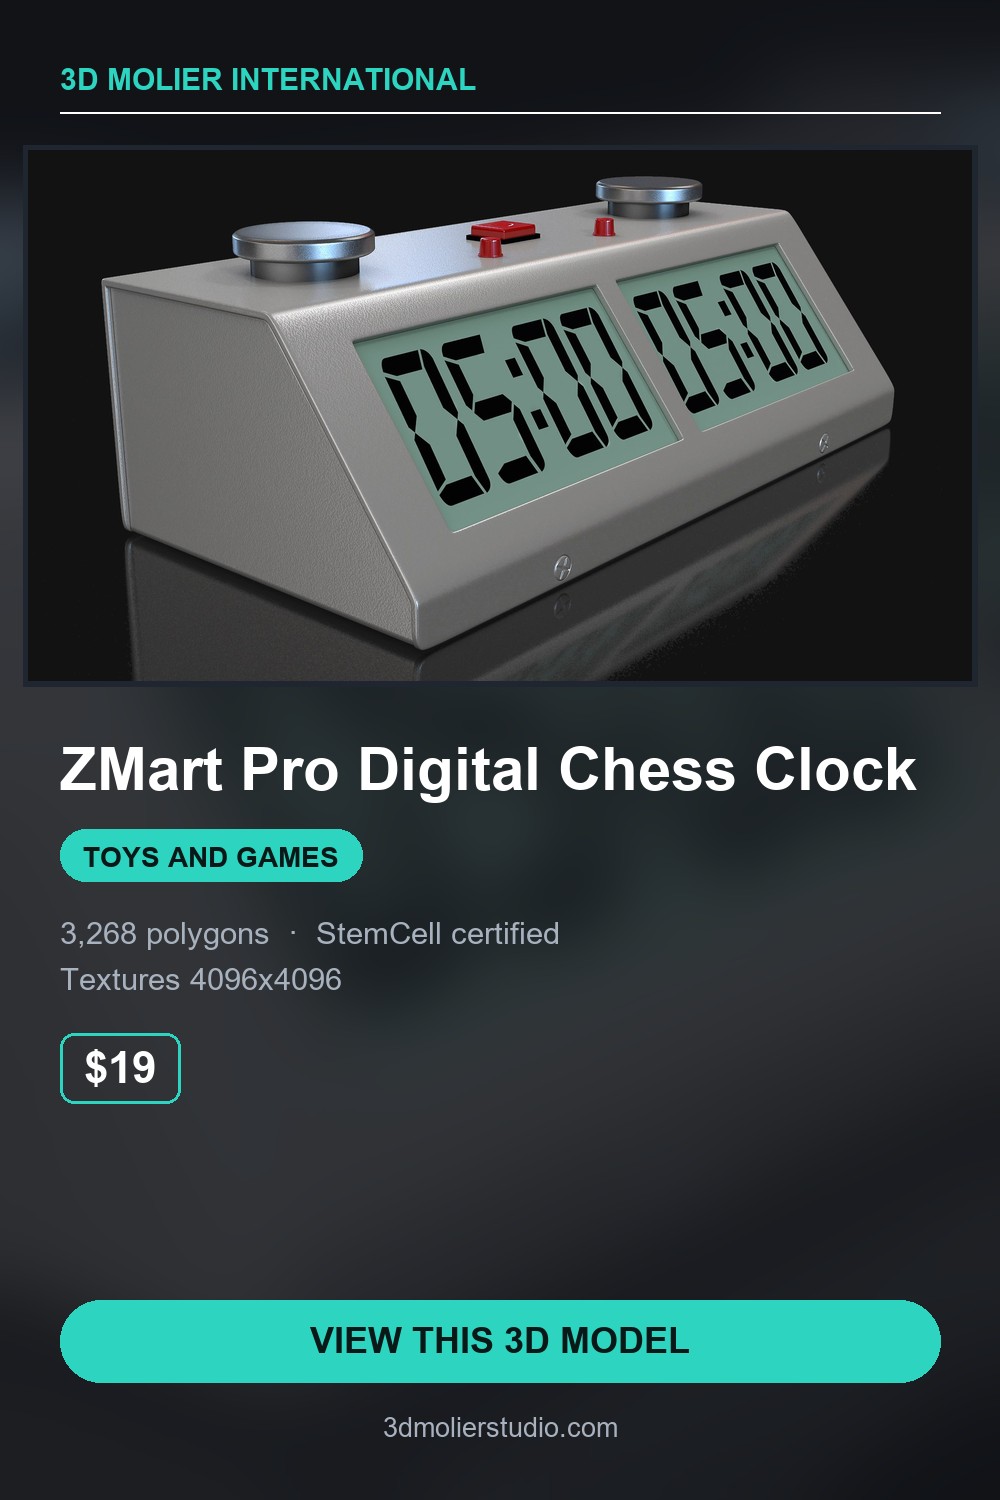 3D MOLIER INTERNATIONAL
05:00
05:00
ZMart Pro Digital Chess Clock
TOYS AND GAMES
3,268 polygons · StemCell certified
Textures 4096x4096
$19
VIEW THIS 3D MODEL
3dmolierstudio.com